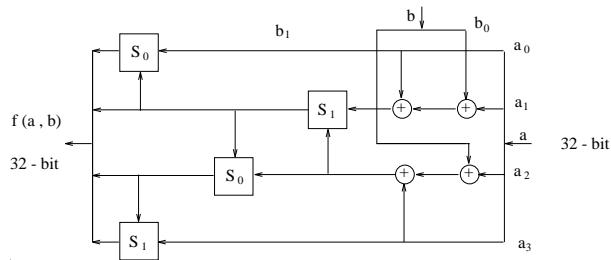 b
b1
b0
S0
a0
a1
S1
+
+
f (a , b)
a
32 - bit
32 - bit
S0
+
+
a2
S1
a3